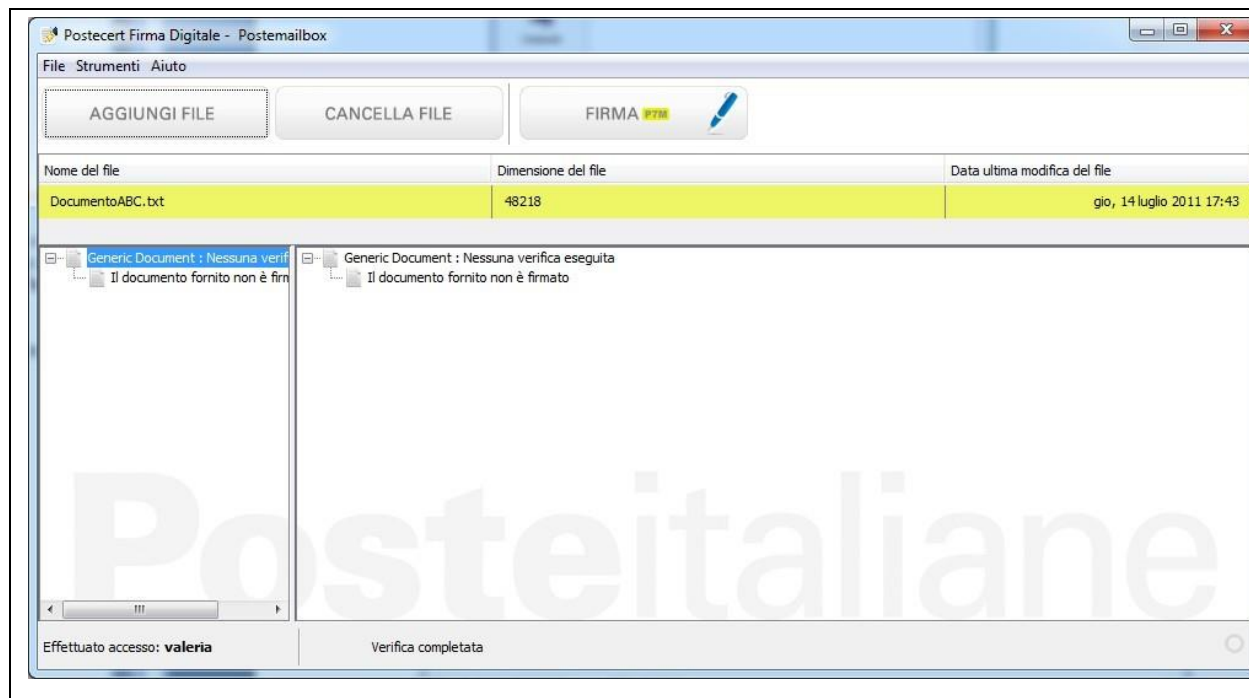 Postecert Firma Digitale - Postemailbox
File Strumenti Aiuto
AGGIUNGI FILE CANCELLA FILE FIRMA P7M
Nome del file Dimensione del file Data ultima modifica del file
DocumentoABC.txt 48218 gio, 14 luglio 2011 17:43
Generic Document : Nessuna verif Generic Document : Nessuna verifica eseguita
Il documento fornito non è firm Il documento fornito non è firmato
Posteitaliane
Effettuato accesso: valeria Verifica completata